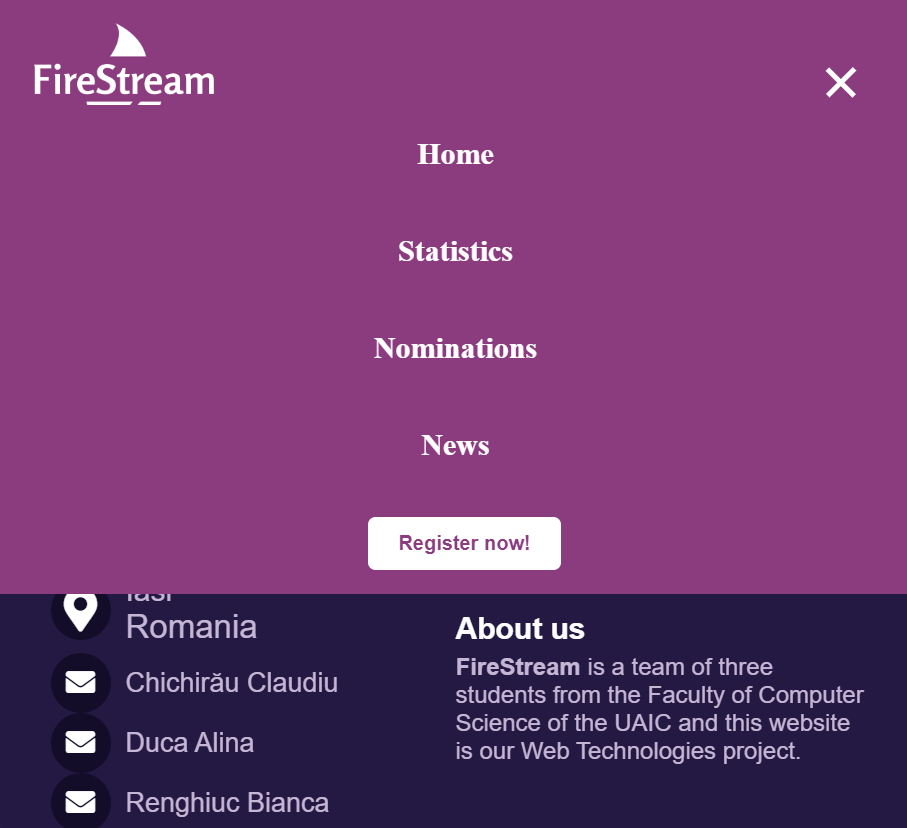 FireStream
Home
Statistics
Nominations
News
Register now!
Iasi
Romania
Chichirău Claudiu
Duca Alina
Renghiuc Bianca
About us
FireStream is a team of three
students from the Faculty of Computer
Science of the UAIC and this website
is our Web Technologies project.